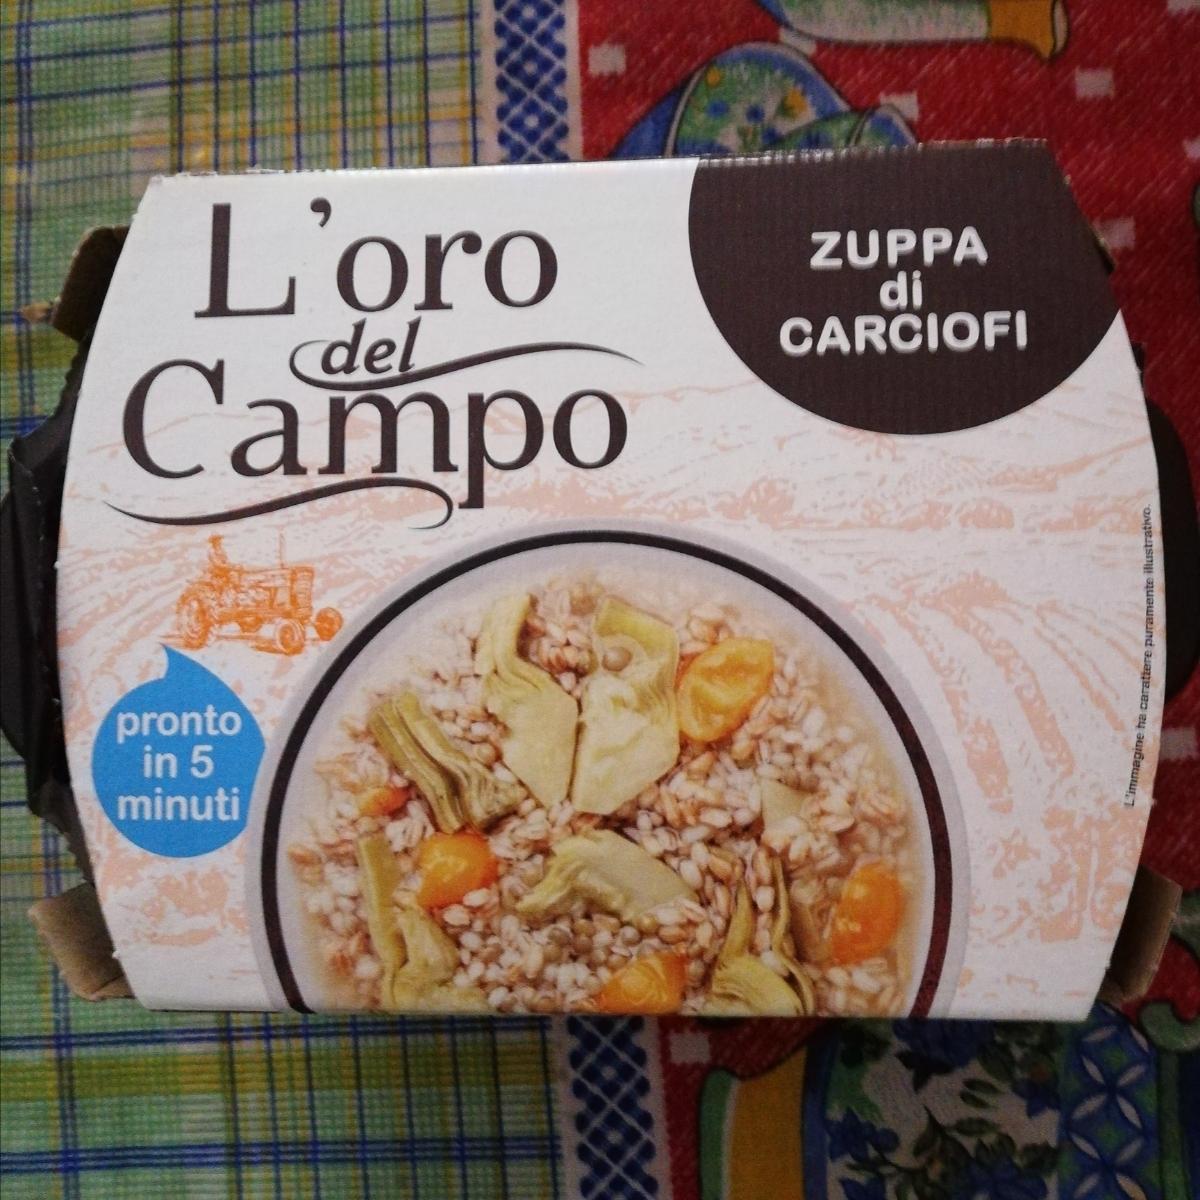 L'oro
del
Campo
ZUPPA
di
CARCIOFI
pronto
in 5
minuti
L'immagine ha carattere puramente illustrativo.